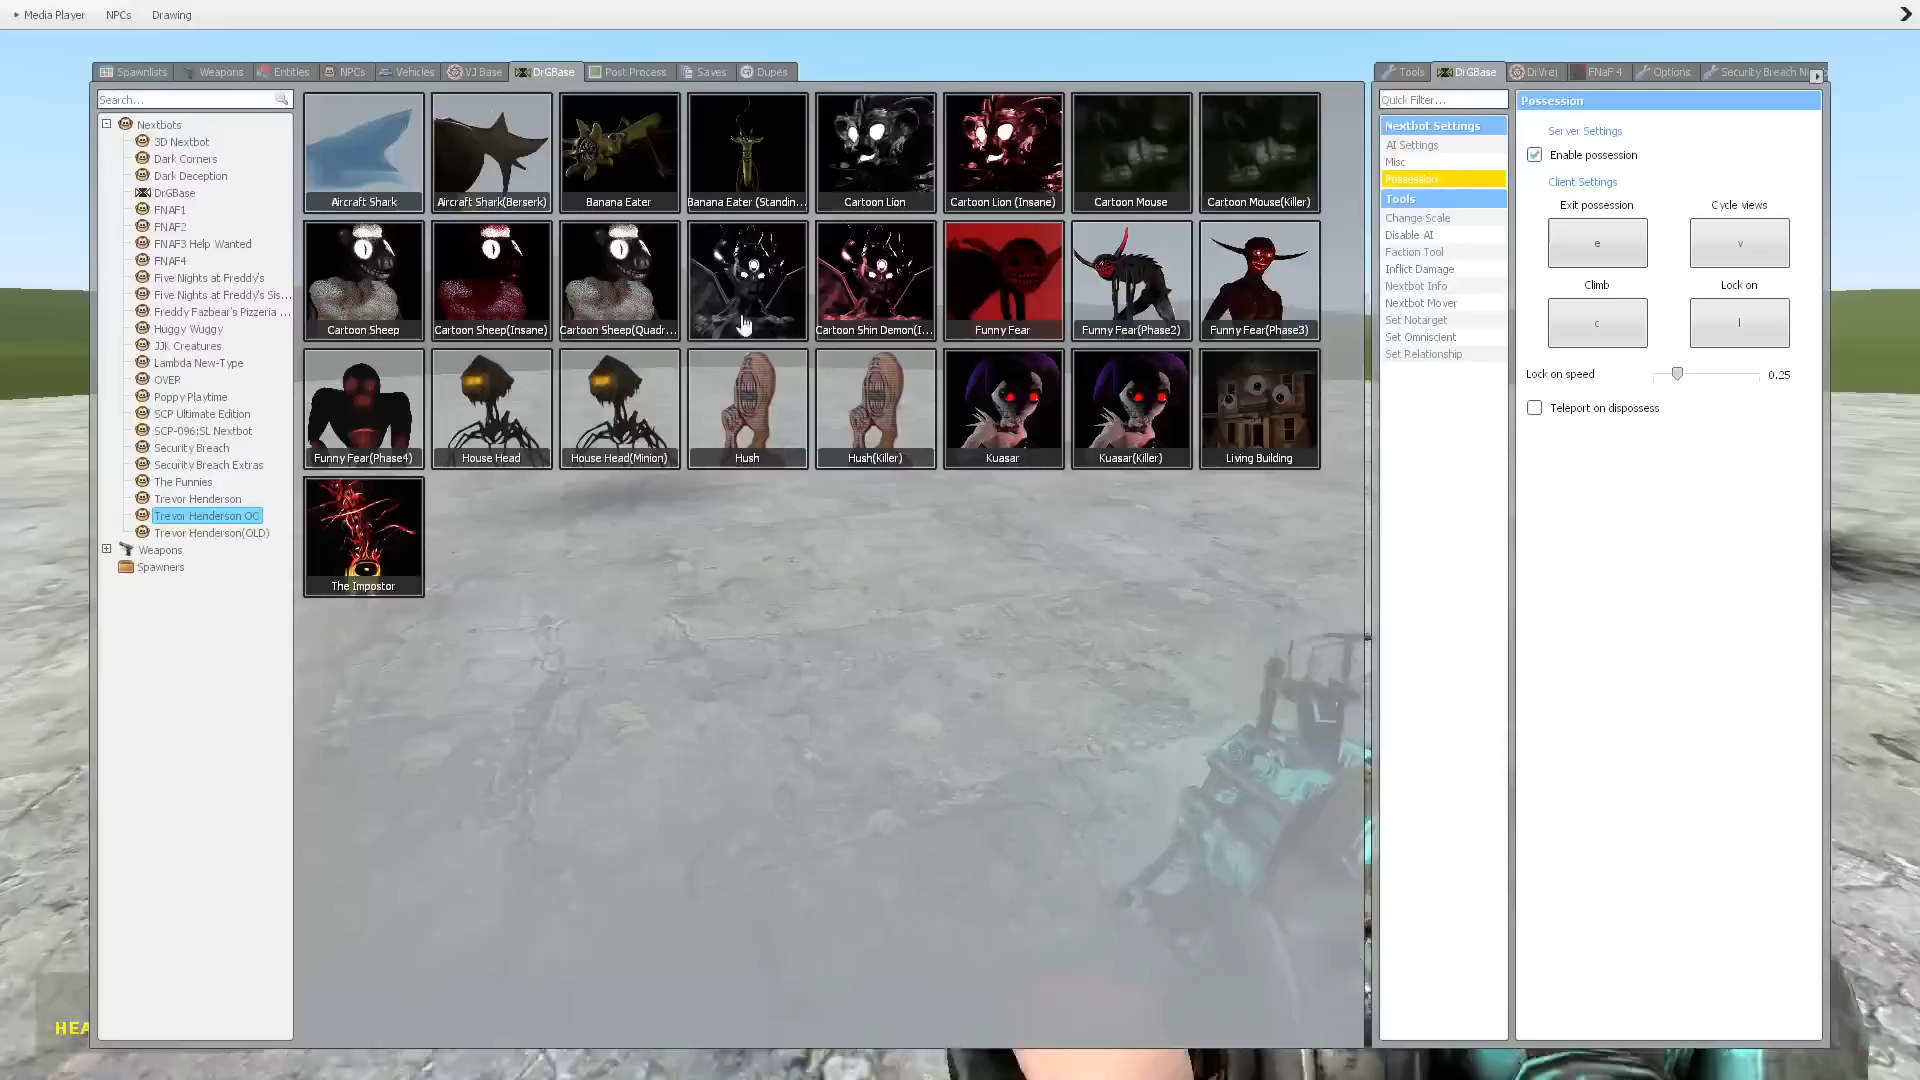 Media Player NPCs Drawing
Spawnlists Weapons Entities NPCs Vehicles VJ Base DrGBase Post Process Saves Dupes
Search...
Nextbots
3D Nextbot
Dark Corners
Dark Deception
DrGBase
FNAF1
FNAF2
FNAF3 Help Wanted
FNAF4
Five Nights at Freddy's
Five Nights at Freddy's Sis...
Freddy Fazbear's Pizzeria ...
Huggy Wuggy
JJK Creatures
Lambda New-Type
OVER
Poppy Playtime
SCP Ultimate Edition
SCP-096:SL Nextbot
Security Breach
Security Breach Extras
The Funnies
Trevor Henderson
Trevor Henderson OC
Trevor Henderson(OLD)
Weapons
Spawners
Aircraft Shark Aircraft Shark(Berserk) Banana Eater Banana Eater (Standin... Cartoon Lion Cartoon Lion (Insane) Cartoon Mouse Cartoon Mouse(Killer)
Cartoon Sheep Cartoon Sheep(Insane) Cartoon Sheep(Quadr... Cartoon Shin Demon(I... Funny Fear Funny Fear(Phase2) Funny Fear(Phase3)
Funny Fear(Phase4) House Head House Head(Minion) Hush Hush(Killer) Kuasar Kuasar(Killer) Living Building
The Impostor
Tools DrGBase DrVrej FNaF 4 Options Security Breach
Quick Filter...
Nextbot Settings
AI Settings
Misc
Possession
Tools
Change Scale
Disable AI
Faction Tool
Inflict Damage
Nextbot Info
Nextbot Mover
Set Notarget
Set Omniscient
Set Relationship
Possession
Server Settings
Enable possession
Client Settings
Exit possession Cycle views
e v
Climb Lock on
c l
Lock on speed 0.25
Teleport on dispossess
HEA